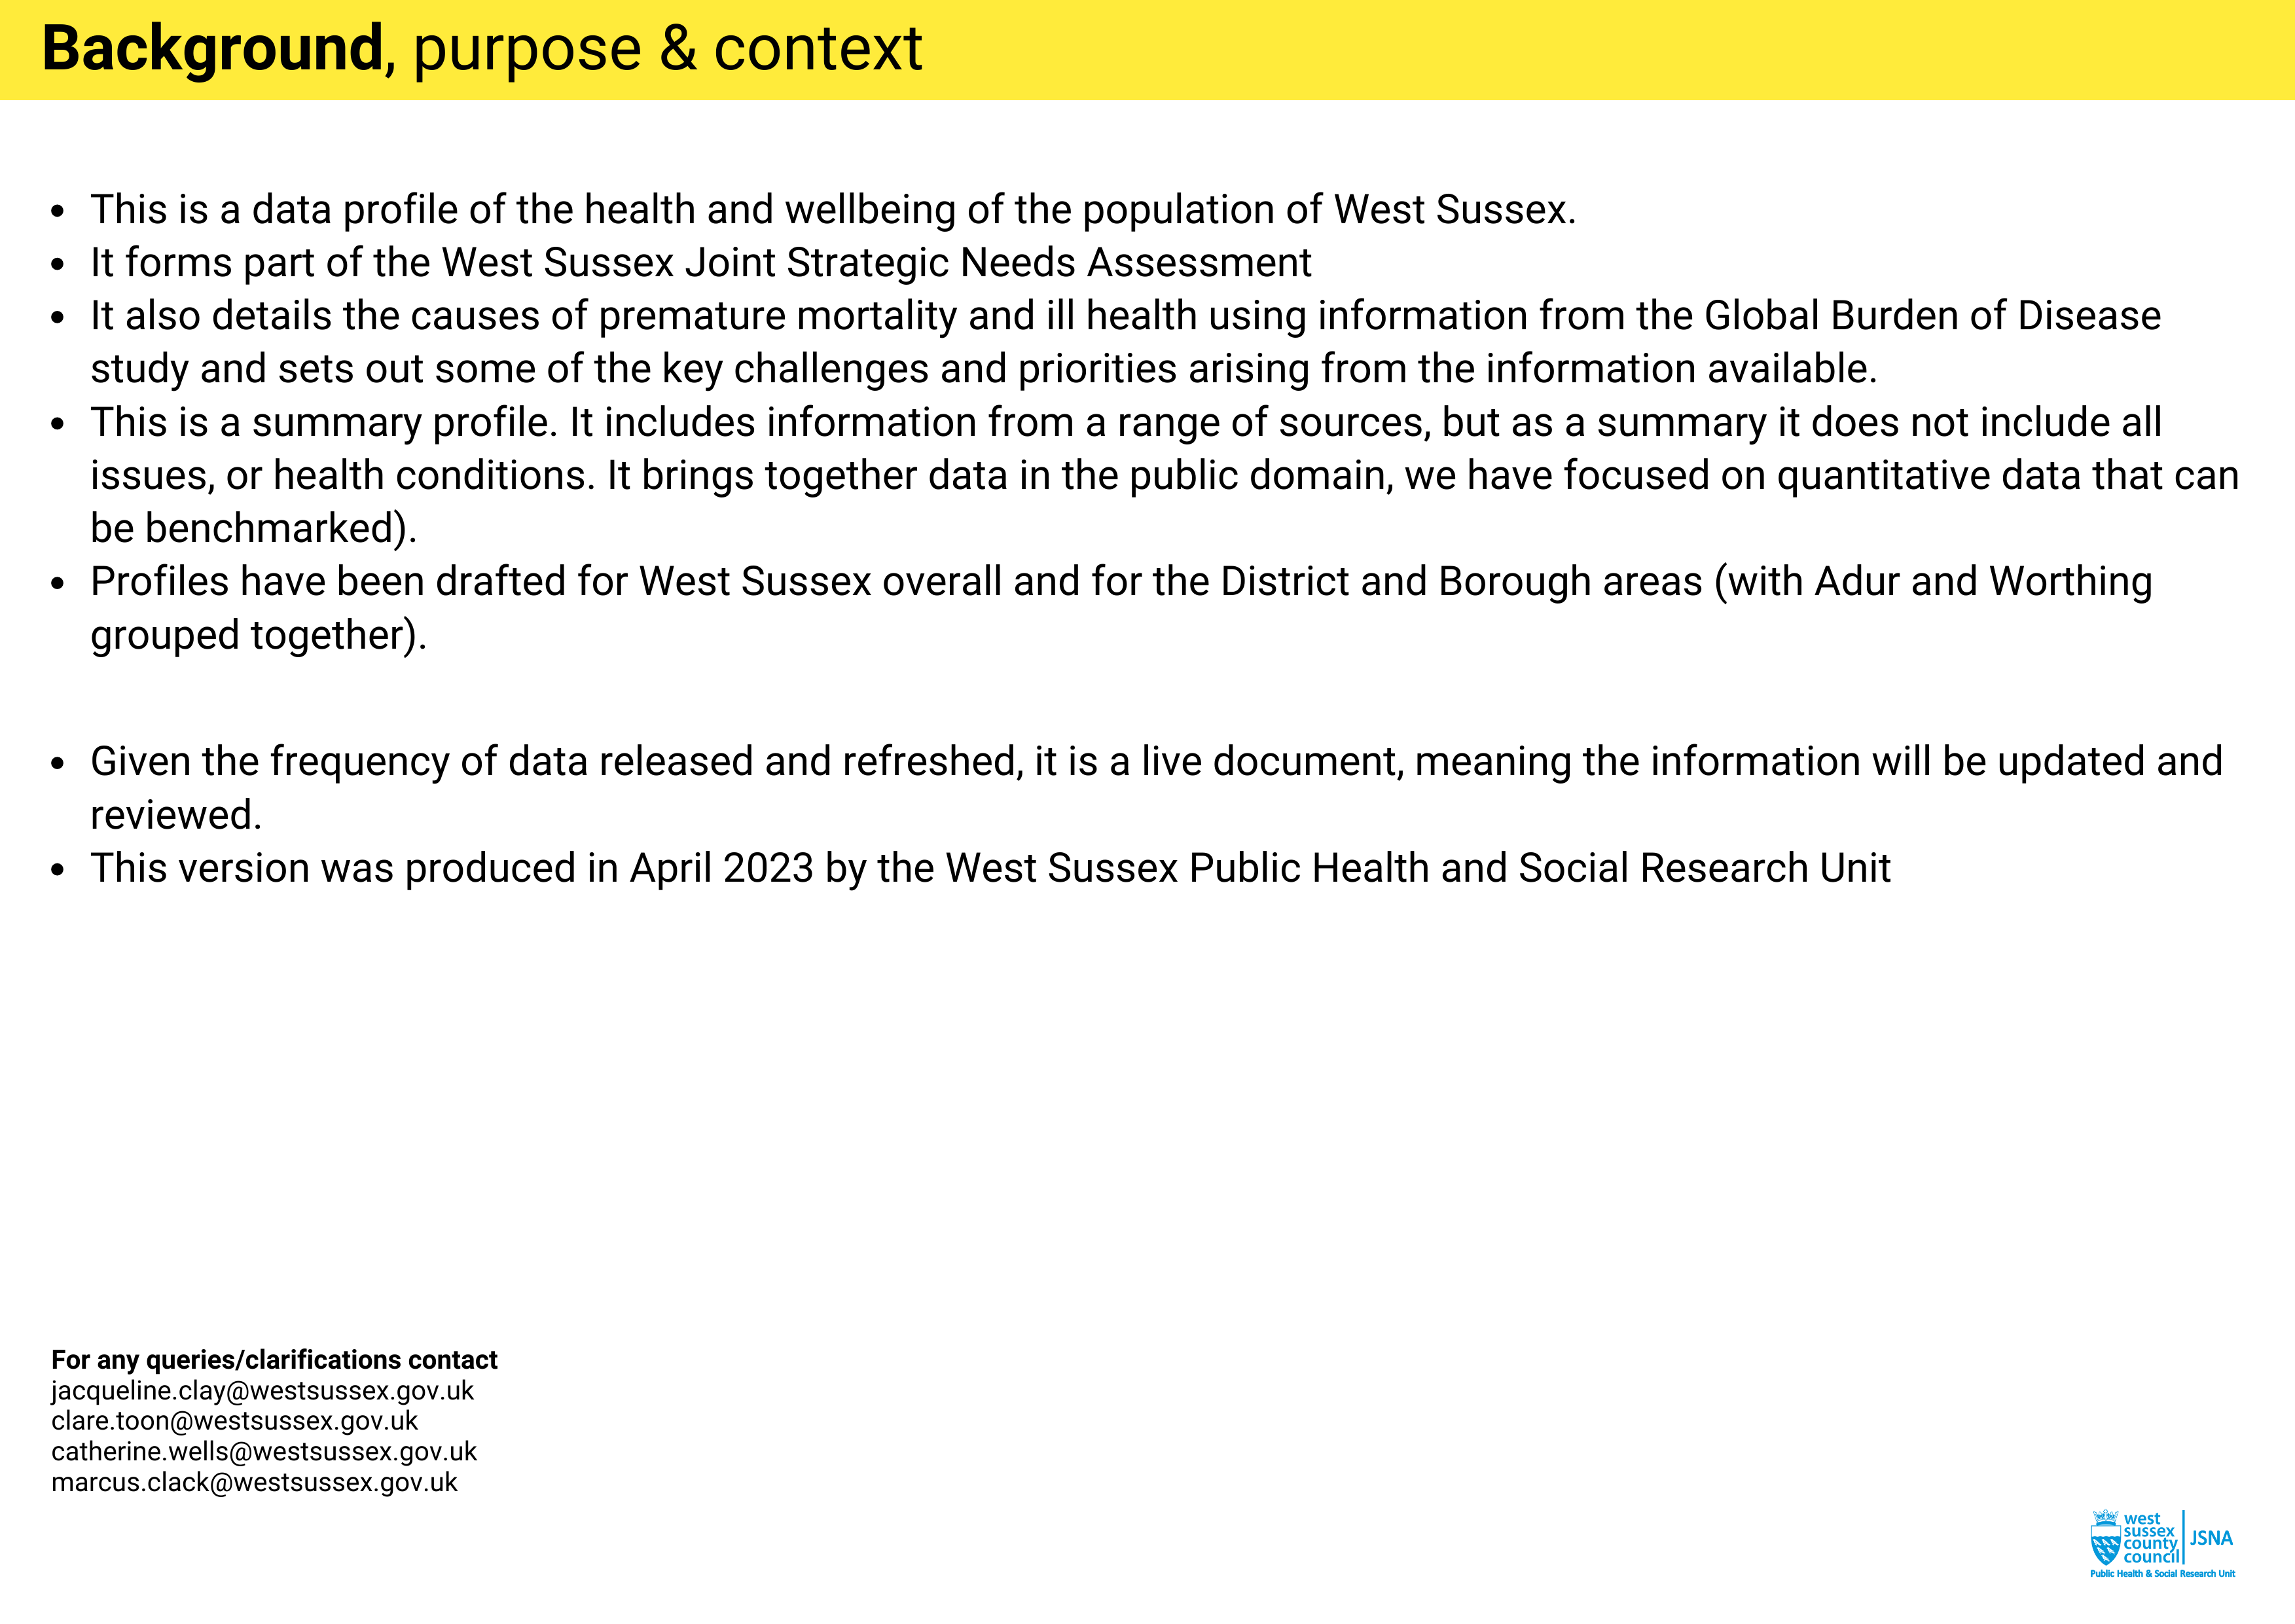 Background, purpose & context
• This is a data profile of the health and wellbeing of the population of West Sussex.
• It forms part of the West Sussex Joint Strategic Needs Assessment
• It also details the causes of premature mortality and ill health using information from the Global Burden of Disease
study and sets out some of the key challenges and priorities arising from the information available.
• This is a summary profile. It includes information from a range of sources, but as a summary it does not include all
issues, or health conditions. It brings together data in the public domain, we have focused on quantitative data that can
be benchmarked).
• Profiles have been drafted for West Sussex overall and for the District and Borough areas (with Adur and Worthing
grouped together).
• Given the frequency of data released and refreshed, it is a live document, meaning the information will be updated and
reviewed.
• This version was produced in April 2023 by the West Sussex Public Health and Social Research Unit
For any queries/clarifications contact
jacqueline.clay@westsussex.gov.uk
clare.toon@westsussex.gov.uk
catherine.wells@westsussex.gov.uk
marcus.clack@westsussex.gov.uk
west
sussex
county
council
JSNA
Public Health & Social Research Unit